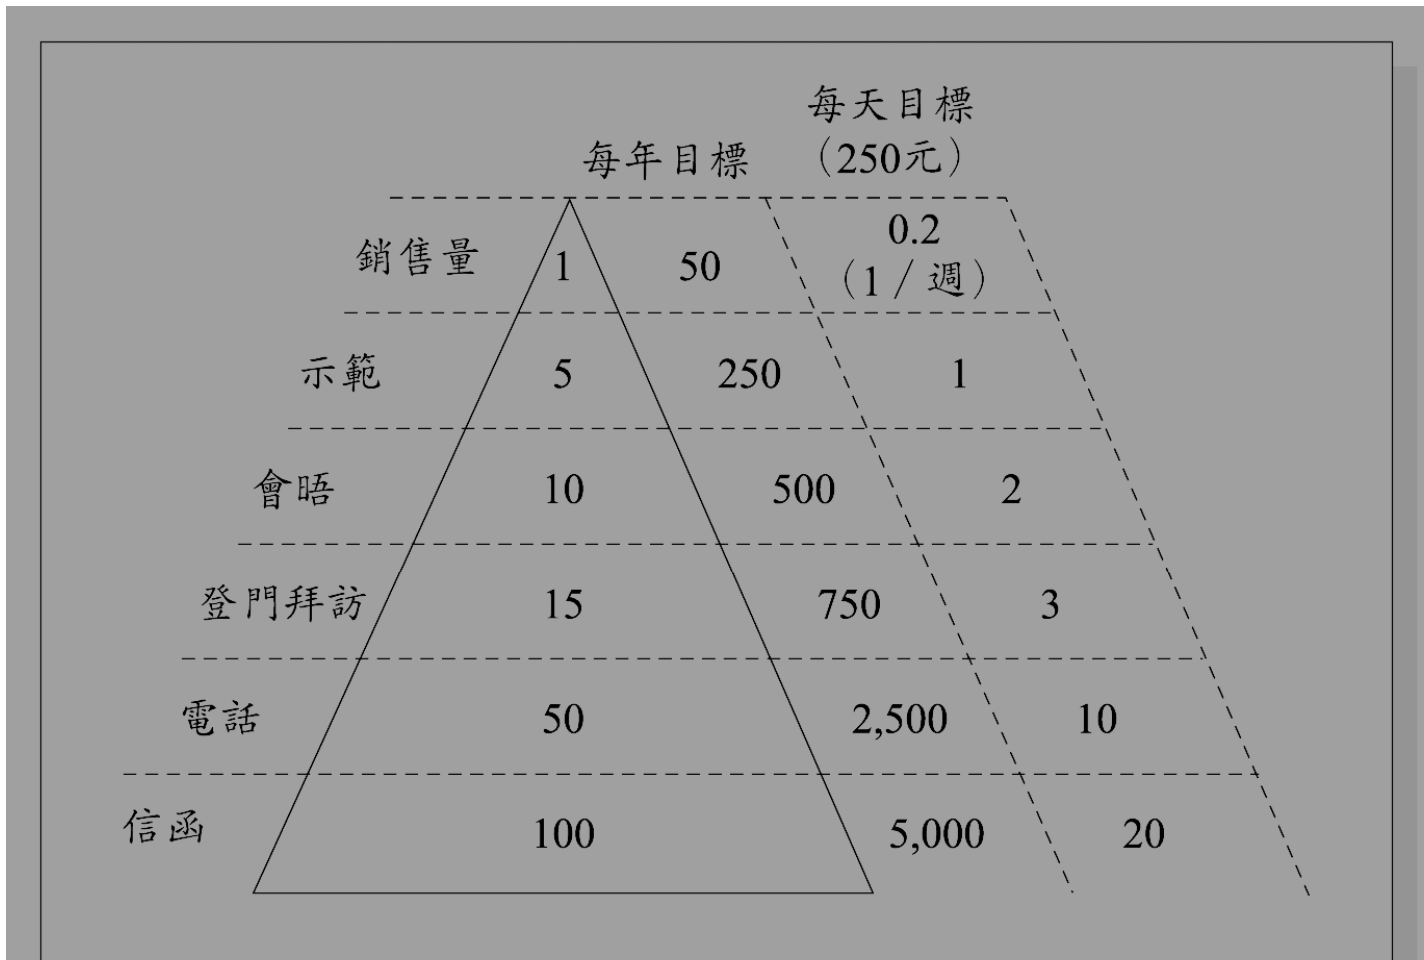 每天目標
每年目標 （250元）
銷售量 1 50 0.2
（1／週）
示範 5 250 1
會晤 10 500 2
登門拜訪 15 750 3
電話 50 2,500 10
信函 100 5,000 20